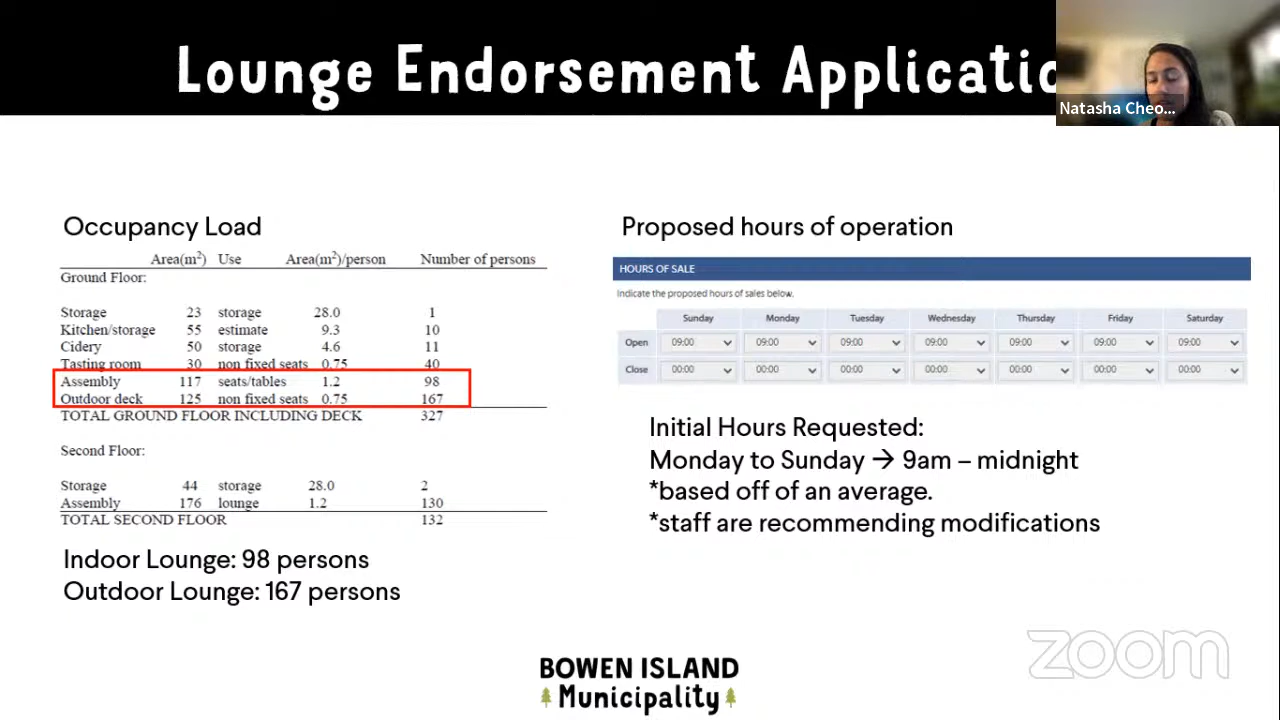 Lounge Endorsement Applicatio
Natasha Cheo...
Occupancy Load
Area(m²) Use Area(m²)/person Number of persons
Ground Floor:
Storage 23 storage 28.0 1
Kitchen/storage 55 estimate 9.3 10
Cidery 50 storage 4.6 11
Tasting room 30 non fixed seats 0.75 40
Assembly 117 seats/tables 1.2 98
Outdoor deck 125 non fixed seats 0.75 167
TOTAL GROUND FLOOR INCLUDING DECK 327
Second Floor:
Storage 44 storage 28.0 2
Assembly 176 lounge 1.2 130
TOTAL SECOND FLOOR 132
Indoor Lounge: 98 persons
Outdoor Lounge: 167 persons
Proposed hours of operation
HOURS OF SALE
Indicate the proposed hours of sales below.
Sunday Monday Tuesday Wednesday Thursday Friday Saturday
Open 09:00 09:00 09:00 09:00 09:00 09:00 09:00
Close 00:00 00:00 00:00 00:00 00:00 00:00 00:00
Initial Hours Requested:
Monday to Sunday → 9am – midnight
*based off of an average.
*staff are recommending modifications
BOWEN ISLAND
Municipality
zoom